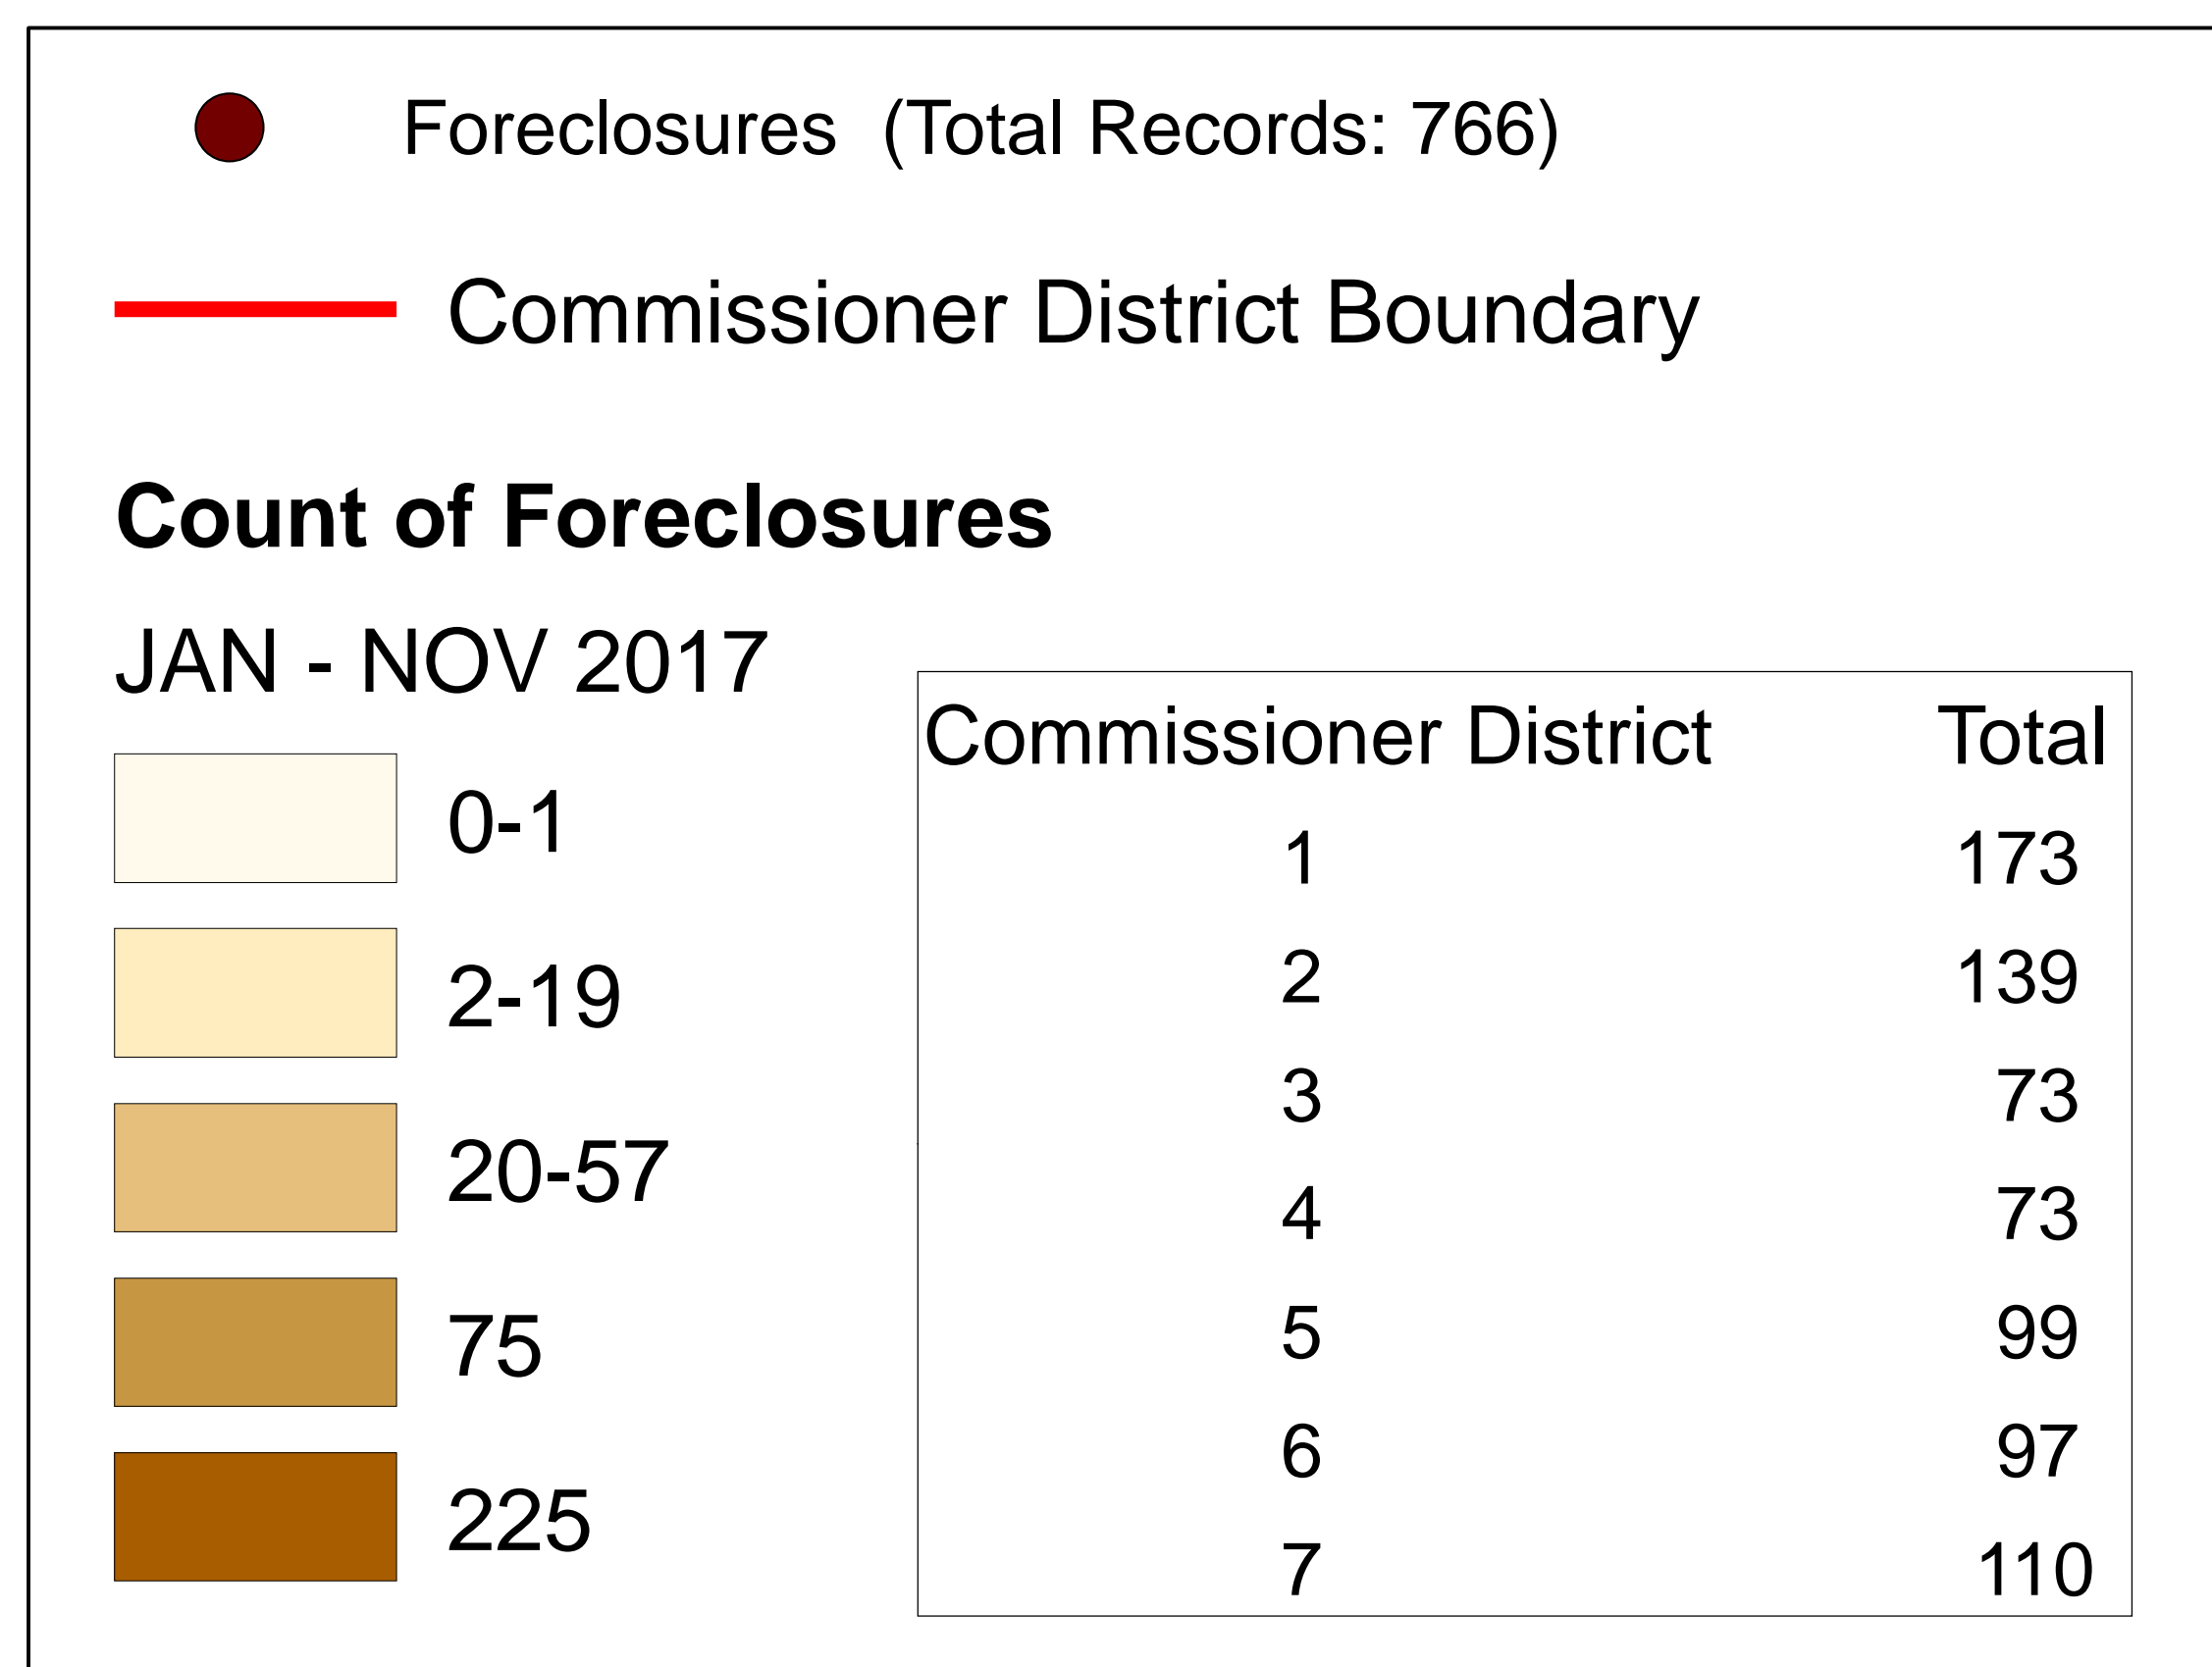 Foreclosures (Total Records: 766)
Commissioner District Boundary
Count of Foreclosures
JAN - NOV 2017
0-1
2-19
20-57
75
225
Commissioner District Total
1 173
2 139
3 73
4 73
5 99
6 97
7 110